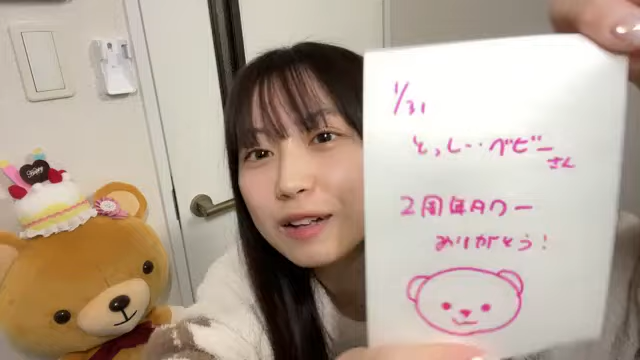 1/31
とっしー・・ベビー
さん
2周年タワー
ありがとう!